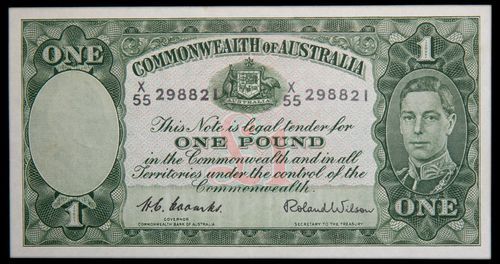 ONE
COMMONWEALTH OF AUSTRALIA
1
X
55 298821
X
55 298821
AUSTRALIA
This Note is legal tender for
ONE POUND
in the Commonwealth and in all
Territories under the control of the
Commonwealth.
£1
Roland Wilson
GOVERNOR
COMMONWEALTH BANK OF AUSTRALIA
SECRETARY TO THE TREASURY
1
ONE